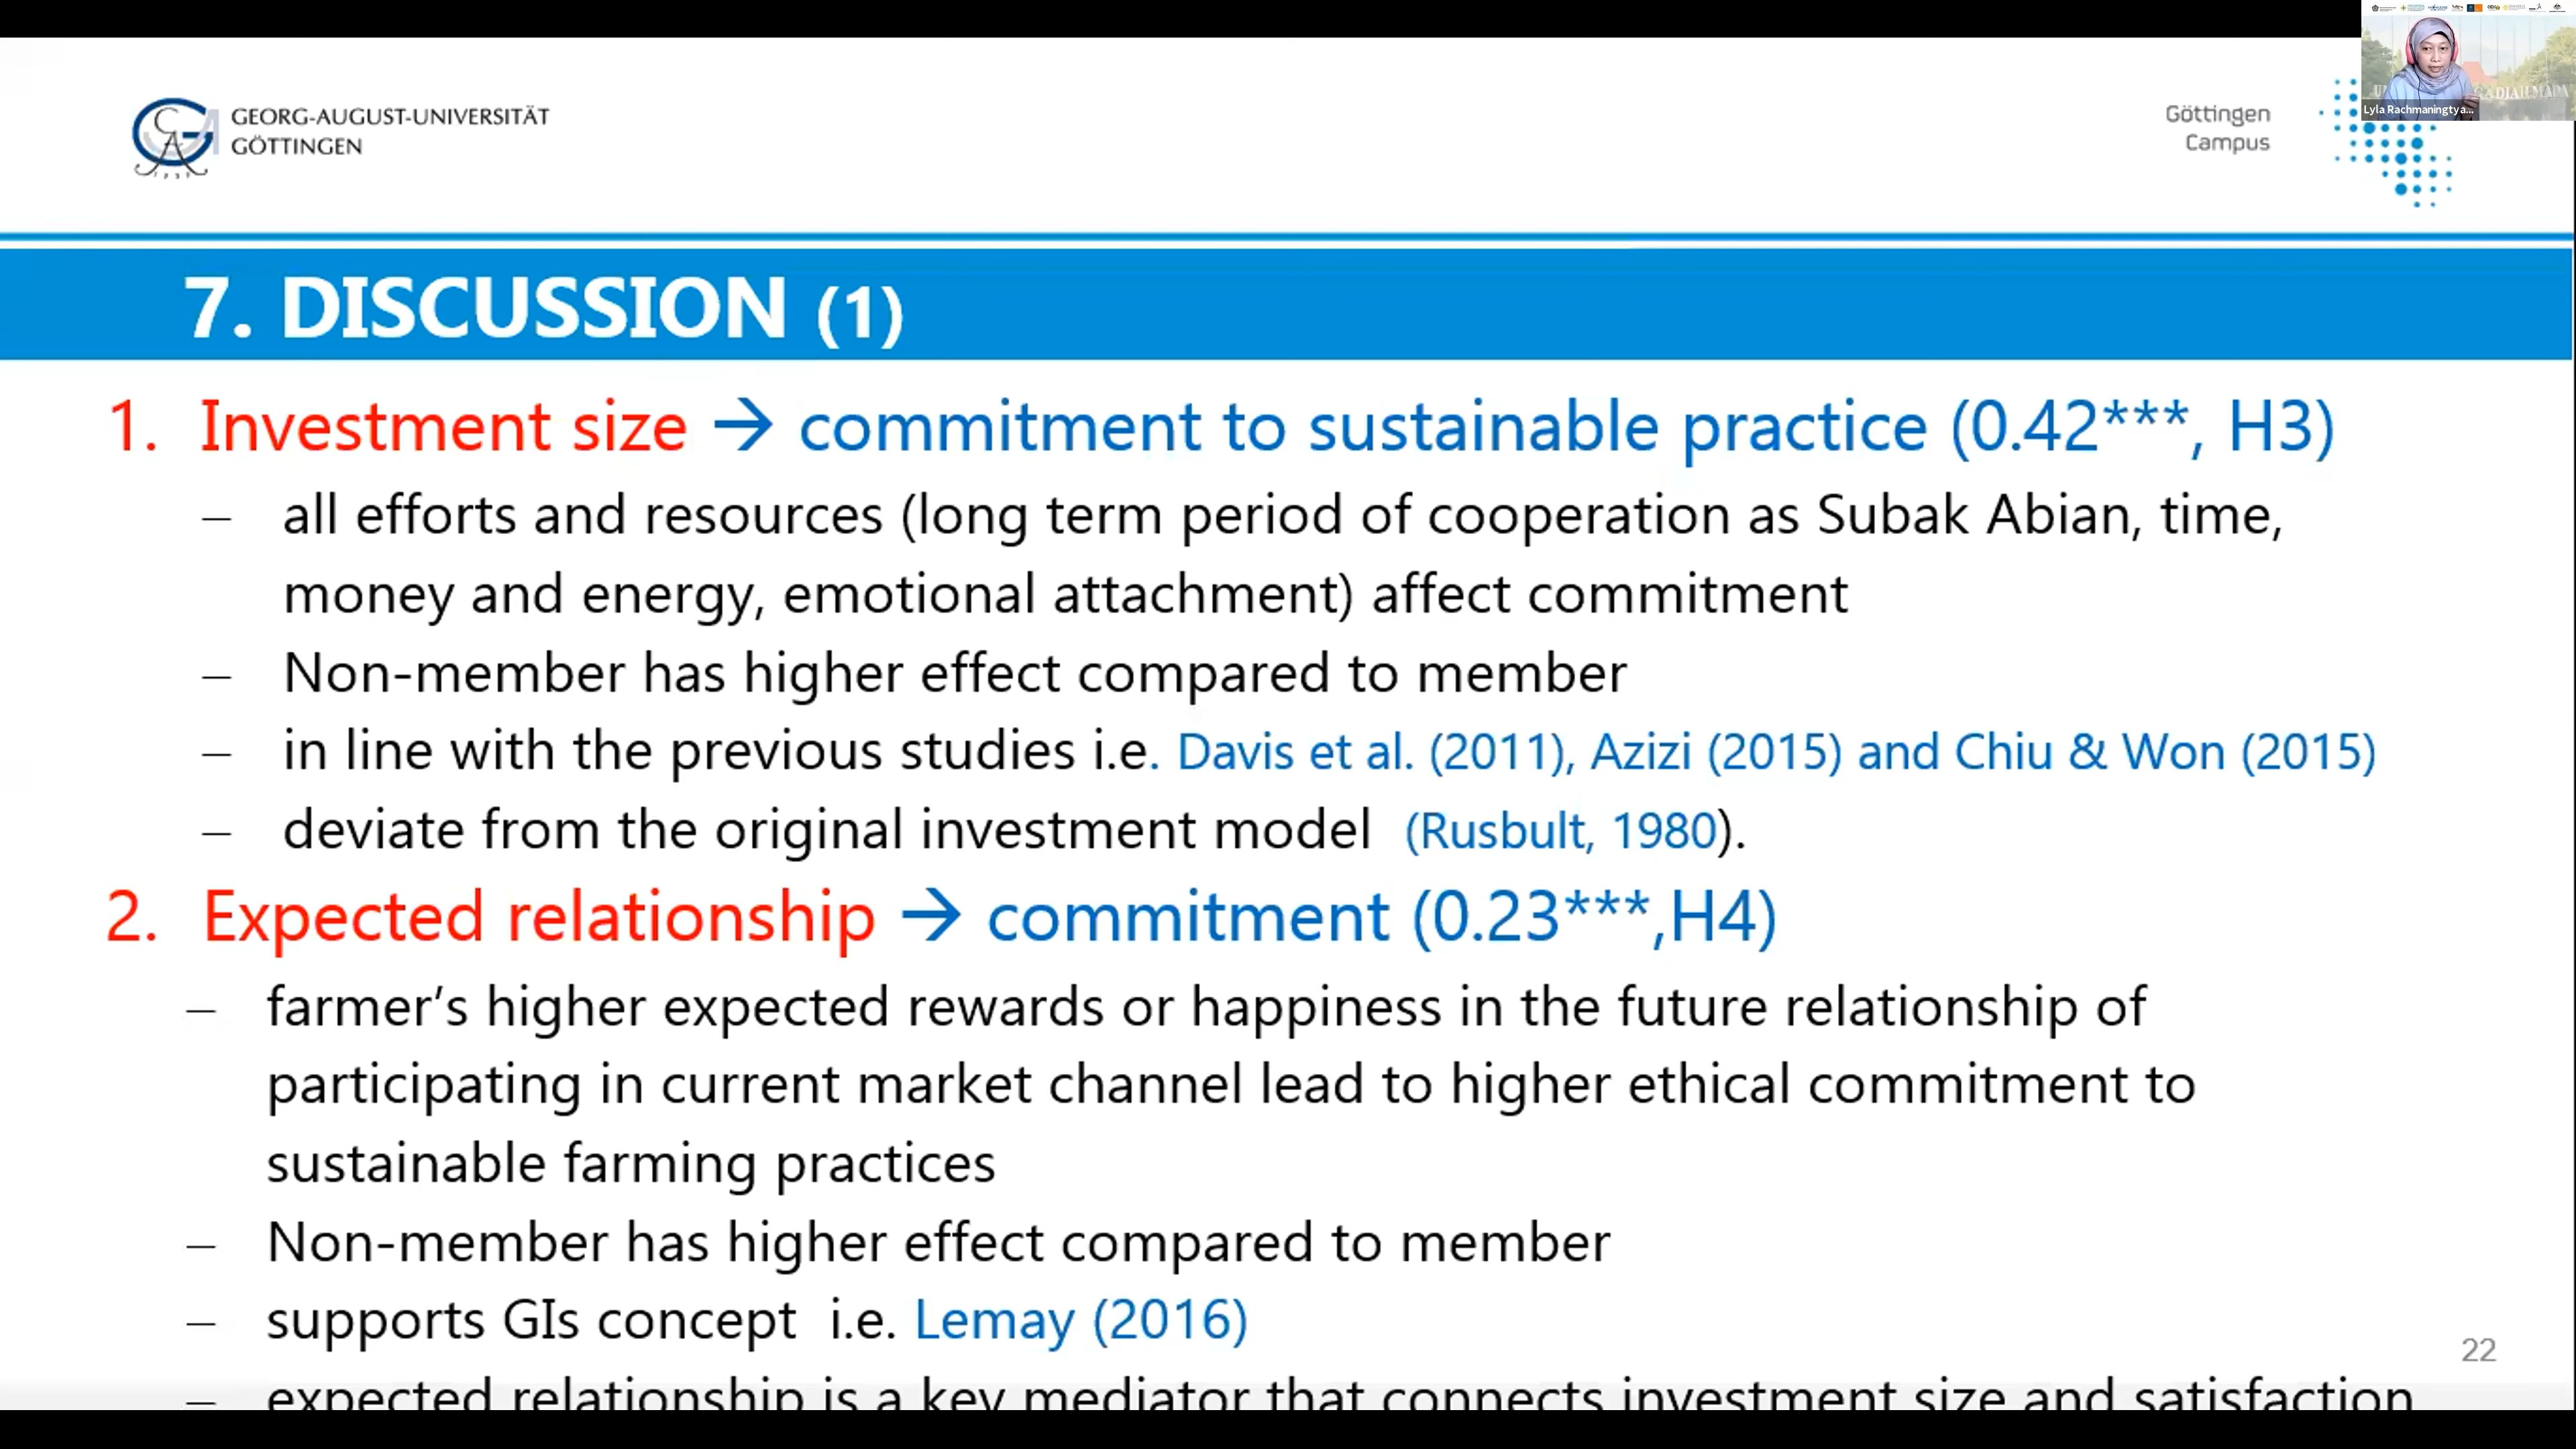 GEORG-AUGUST-UNIVERSITÄT
GÖTTINGEN
Göttingen
Campus
Lyla Rachmaningtya...
7. DISCUSSION (1)
1. Investment size → commitment to sustainable practice (0.42***, H3)
– all efforts and resources (long term period of cooperation as Subak Abian, time,
money and energy, emotional attachment) affect commitment
– Non-member has higher effect compared to member
– in line with the previous studies i.e. Davis et al. (2011), Azizi (2015) and Chiu & Won (2015)
– deviate from the original investment model (Rusbult, 1980).
2. Expected relationship → commitment (0.23***,H4)
– farmer’s higher expected rewards or happiness in the future relationship of
participating in current market channel lead to higher ethical commitment to
sustainable farming practices
– Non-member has higher effect compared to member
– supports GIs concept i.e. Lemay (2016)
– expected relationship is a key mediator that connects investment size and satisfaction
22